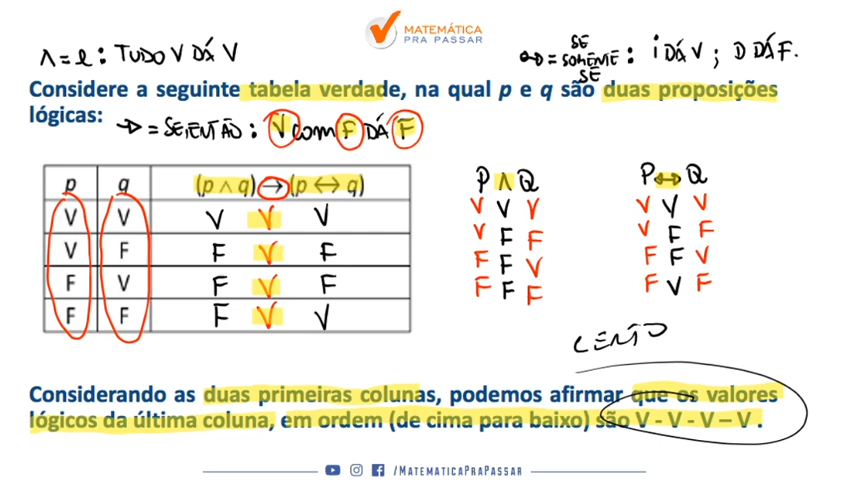 MATEMÁTICA
PRA PASSAR
Λ = e : TUDO V DÁ V
↔ = SE SOMENTE SE : i DÁ V ; D DÁ F.
Considere a seguinte tabela verdade, na qual p e q são duas proposições
lógicas:
→ = SE, ENTÃO : V com F DÁ F
p q (p ∧ q) → (p ↔ q)
V V V V V
V F F V F
F V F V F
F F F V V
P Λ Q
V V V
V F F
F F V
F F F
P ↔ Q
V V V
V F F
F F V
F V F
CERTO
Considerando as duas primeiras colunas, podemos afirmar que os valores
lógicos da última coluna, em ordem (de cima para baixo) são V - V - V – V .
/MATEMATICAPRAPASSAR